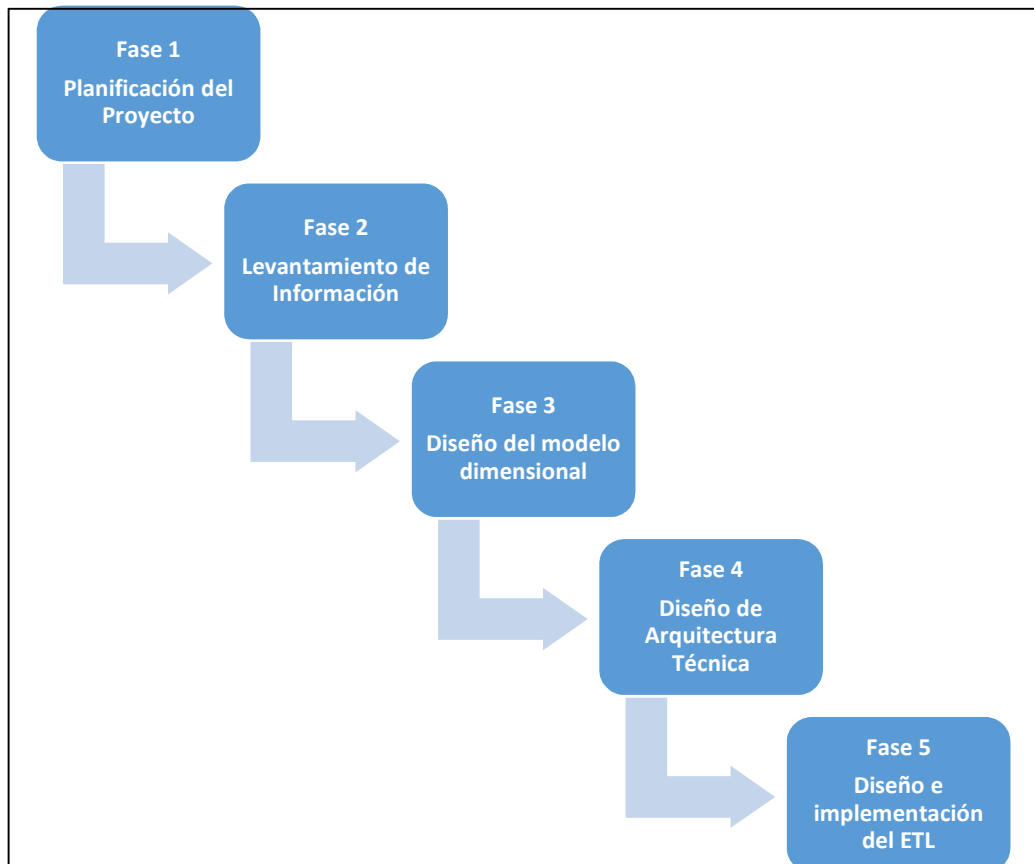 Fase 1
Planificación del
Proyecto
Fase 2
Levantamiento de
Información
Fase 3
Diseño del modelo
dimensional
Fase 4
Diseño de
Arquitectura
Técnica
Fase 5
Diseño e
implementación
del ETL